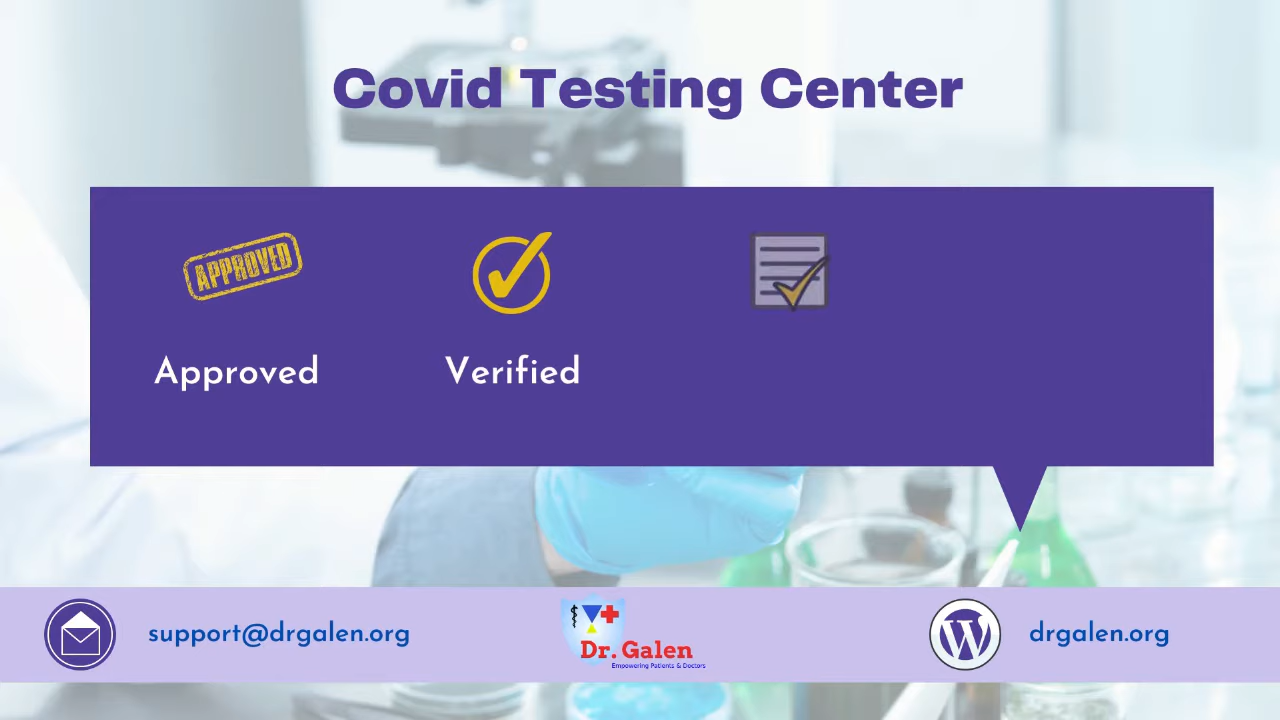 Covid Testing Center
APPROVED
Approved
Verified
support@drgalen.org
Dr. Galen
Empowering Patients & Doctors
drgalen.org